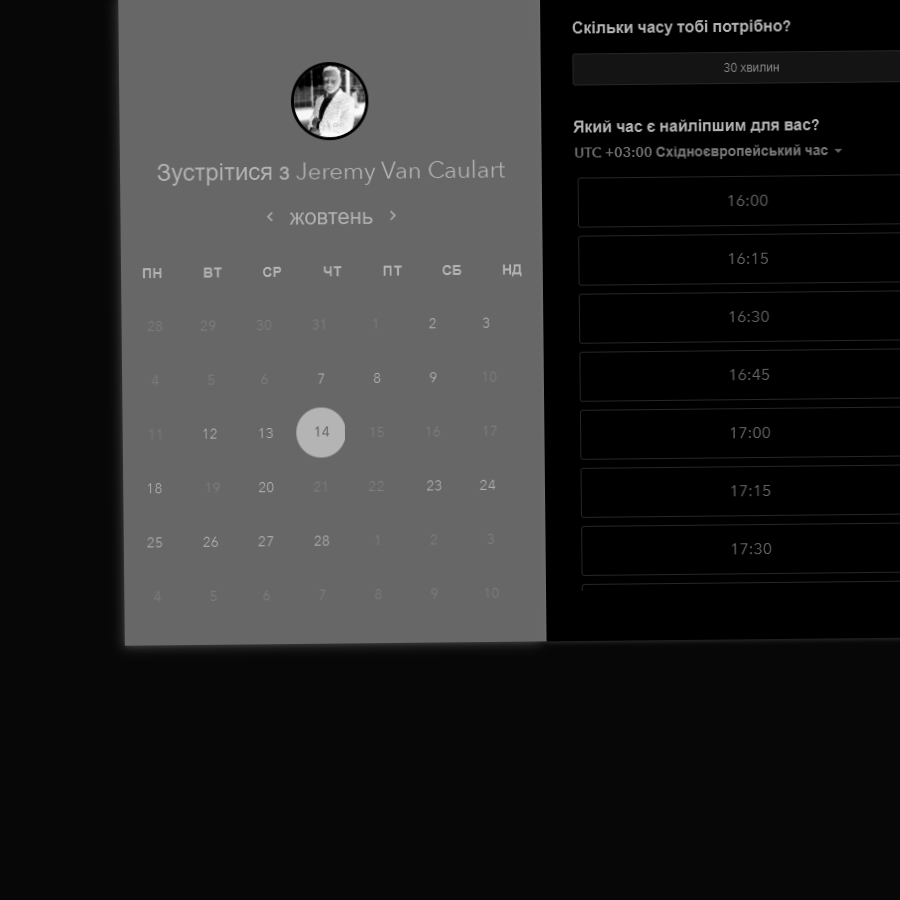 Зустрітися з Jeremy Van Caulart
‹ жовтень ›
ПН ВТ СР ЧТ ПТ СБ НД
28 29 30 31 1 2 3
4 5 6 7 8 9 10
11 12 13 14 15 16 17
18 19 20 21 22 23 24
25 26 27 28 1 2 3
4 5 6 7 8 9 10
Скільки часу тобі потрібно?
30 хвилин
Який час є найліпшим для вас?
UTC +03:00 Східноєвропейський час
16:00
16:15
16:30
16:45
17:00
17:15
17:30